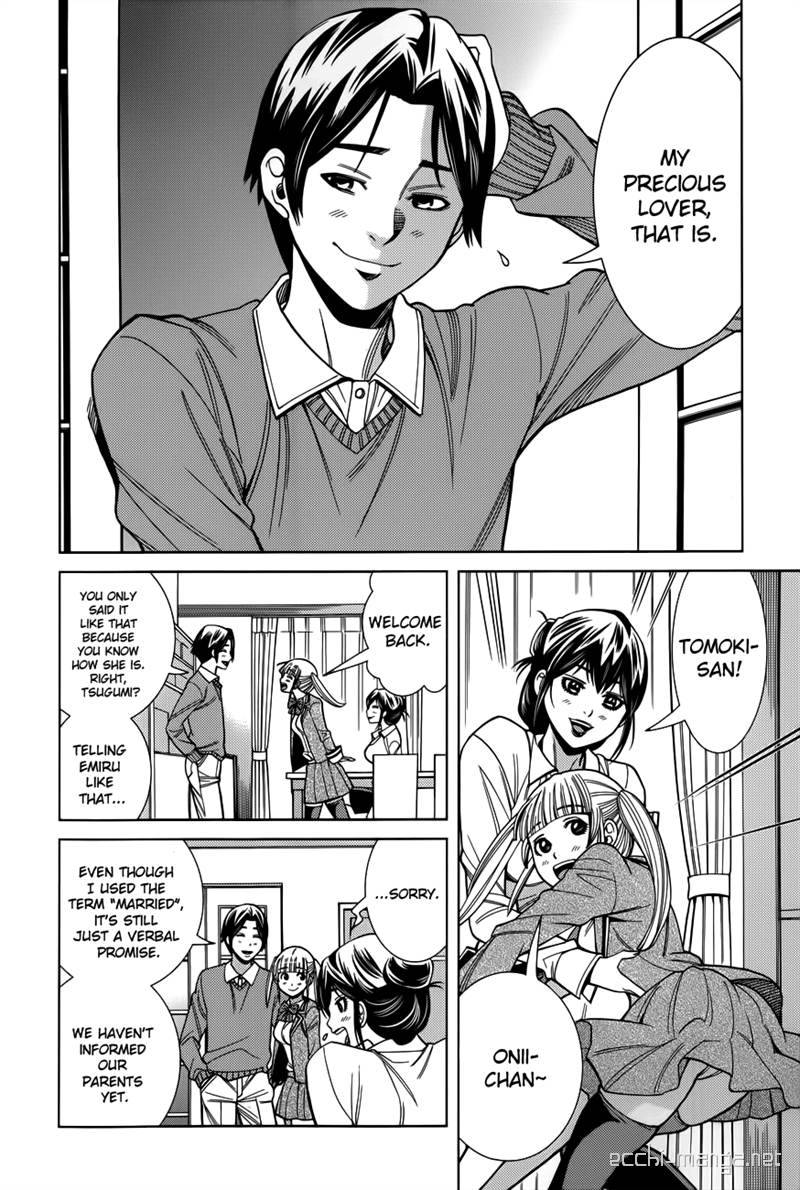 MY
PRECIOUS
LOVER,
THAT IS.
TOMOKI-
SAN!
ONII-
CHAN~
WELCOME
BACK.
YOU ONLY
SAID IT
LIKE THAT
BECAUSE
YOU KNOW
HOW SHE IS.
RIGHT,
TSUGUMI?
TELLING
EMIRU
LIKE
THAT...
...SORRY.
EVEN THOUGH
I USED THE
TERM "MARRIED",
IT'S STILL
JUST A VERBAL
PROMISE.
WE HAVEN'T
INFORMED
OUR
PARENTS
YET.
ecchi-manga.net